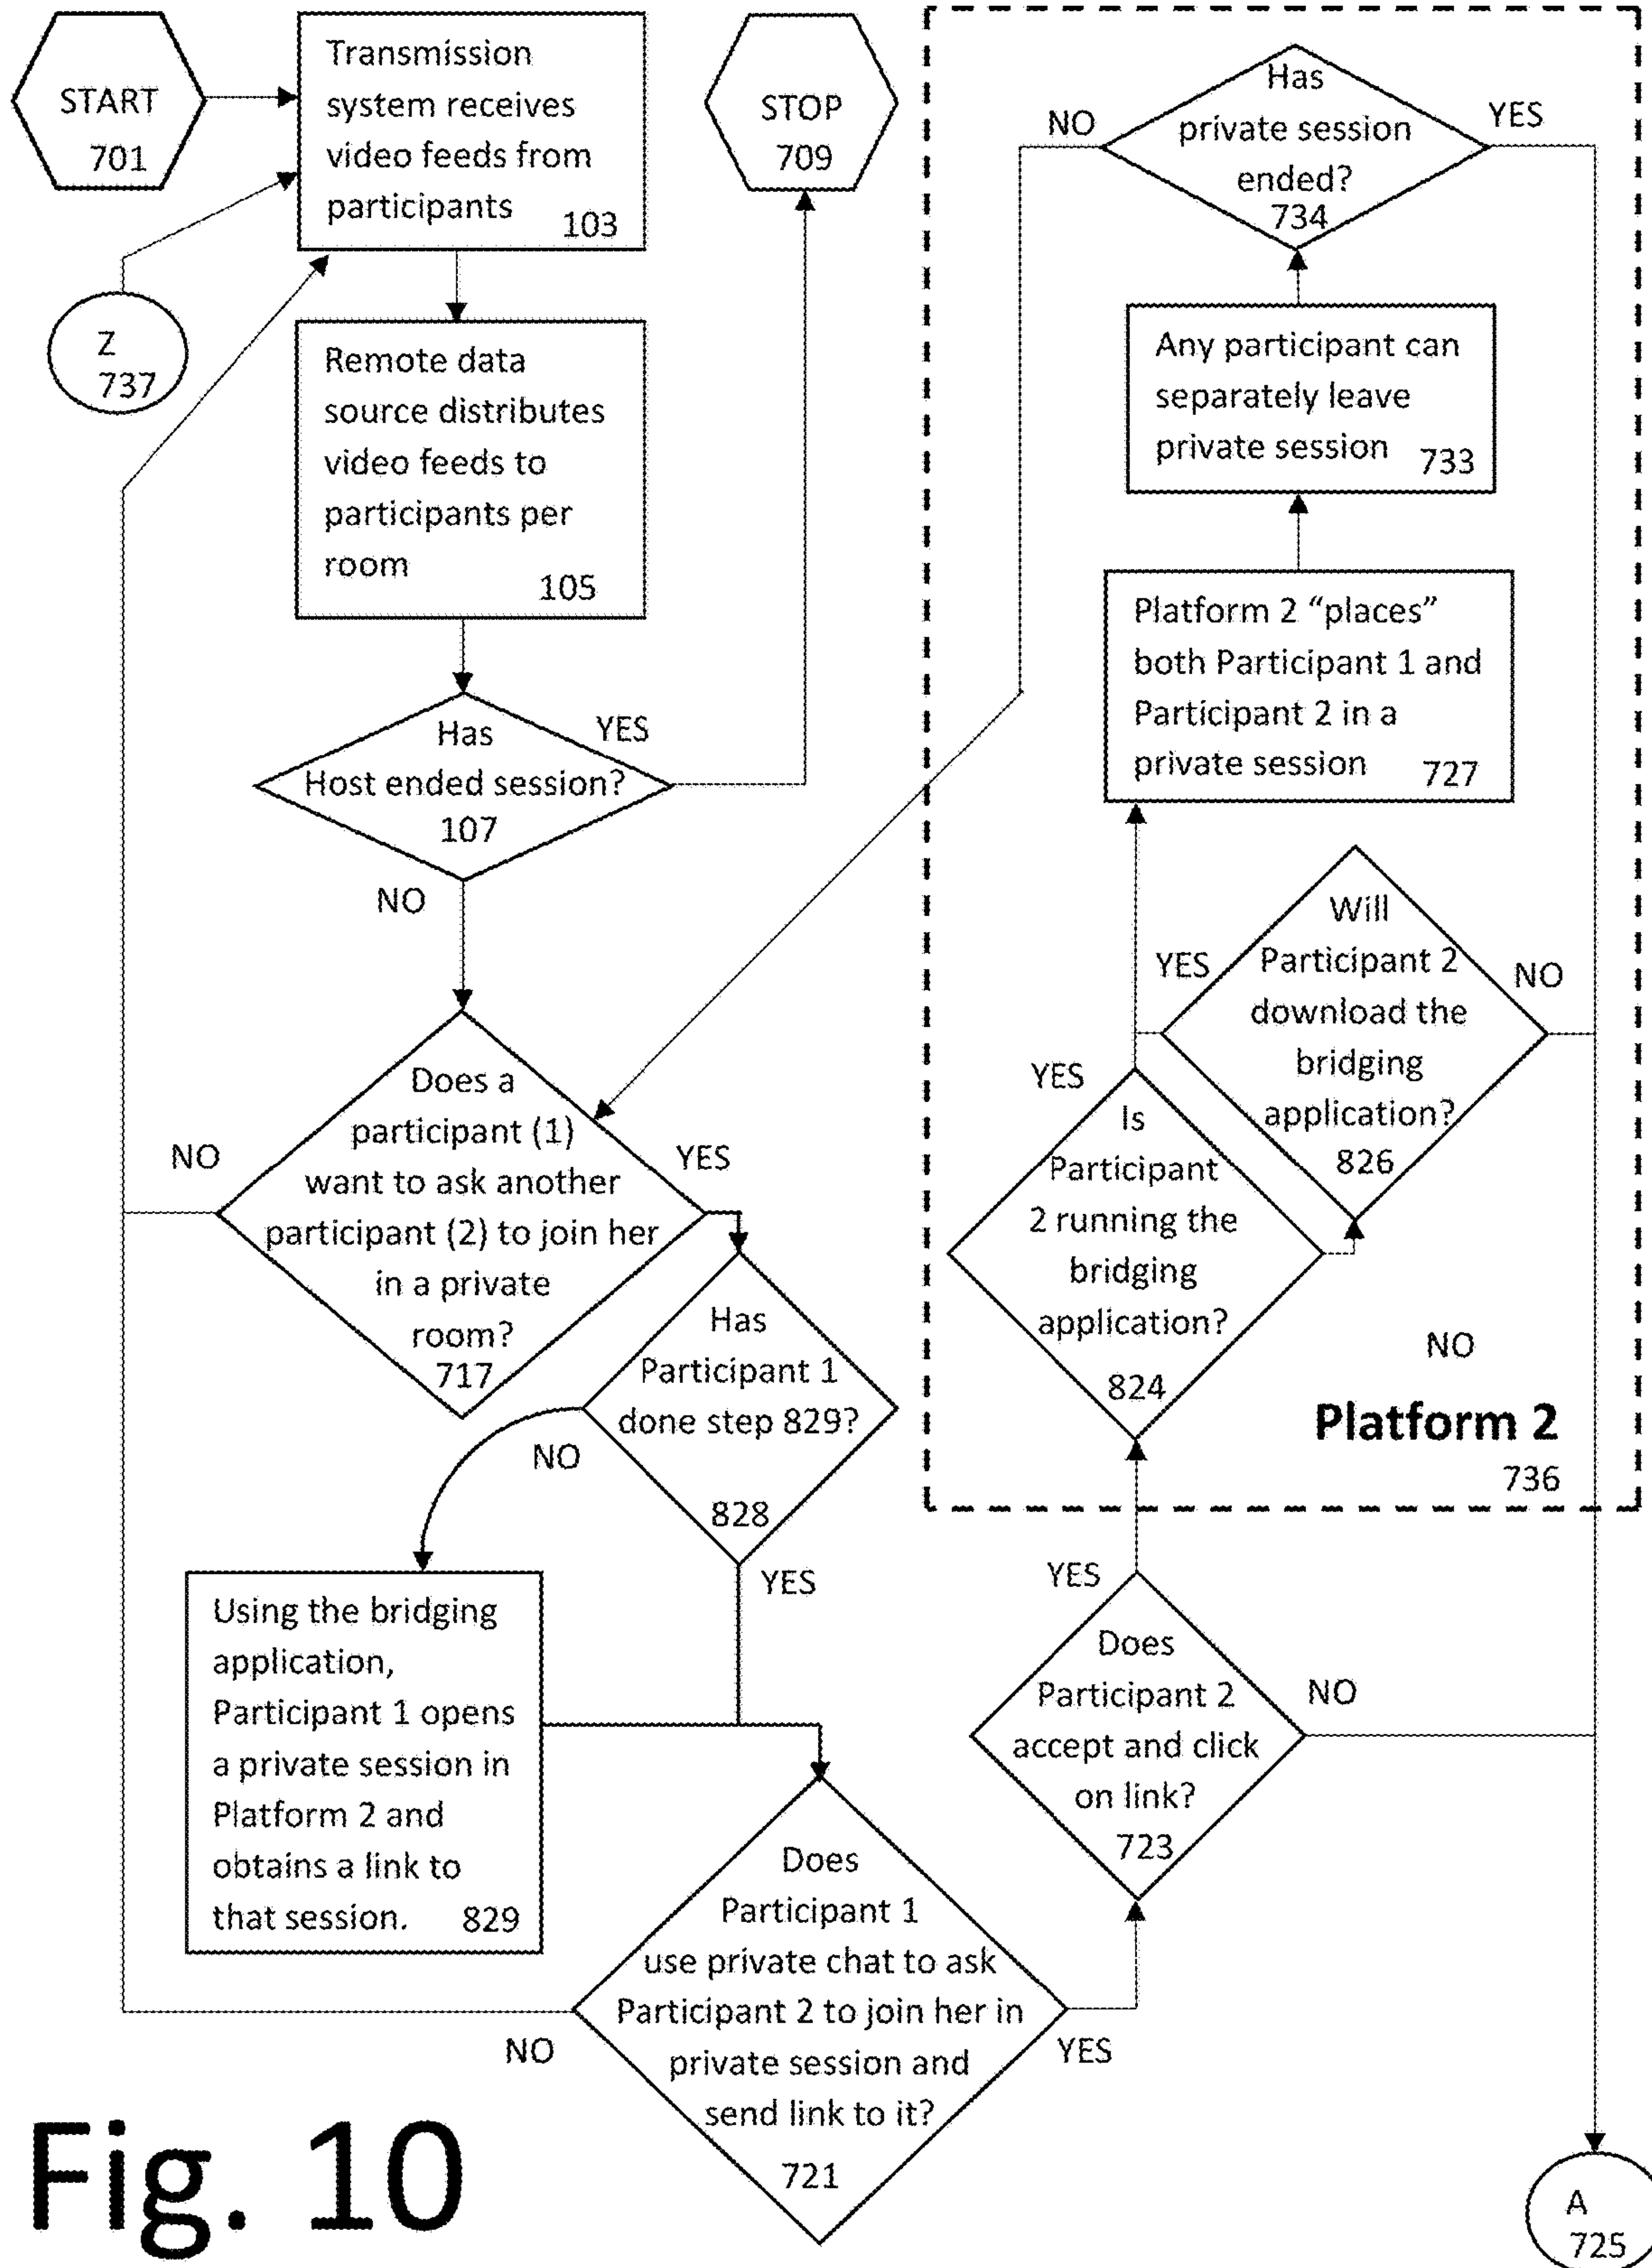 START
701
Transmission
system receives
video feeds from
participants
103
STOP
709
Z
737
Remote data
source distributes
video feeds to
participants per
room
105
Has
Host ended session?
107
YES
NO
Does a
participant (1)
want to ask another
participant (2) to join her
in a private
room?
717
NO
YES
Has
Participant 1
done step 829?
828
NO
YES
Using the bridging
application,
Participant 1 opens
a private session in
Platform 2 and
obtains a link to
that session. 829
Does
Participant 1
use private chat to ask
Participant 2 to join her in
private session and
send link to it?
721
NO
YES
Does
Participant 2
accept and click
on link?
723
YES
NO
Is
Participant
2 running the
bridging
application?
824
YES
NO
Will
Participant 2
download the
bridging
application?
826
YES
NO
Platform 2 “places”
both Participant 1 and
Participant 2 in a
private session 727
Any participant can
separately leave
private session 733
Has
private session
ended?
734
NO
YES
Platform 2
736
A
725
Fig. 10